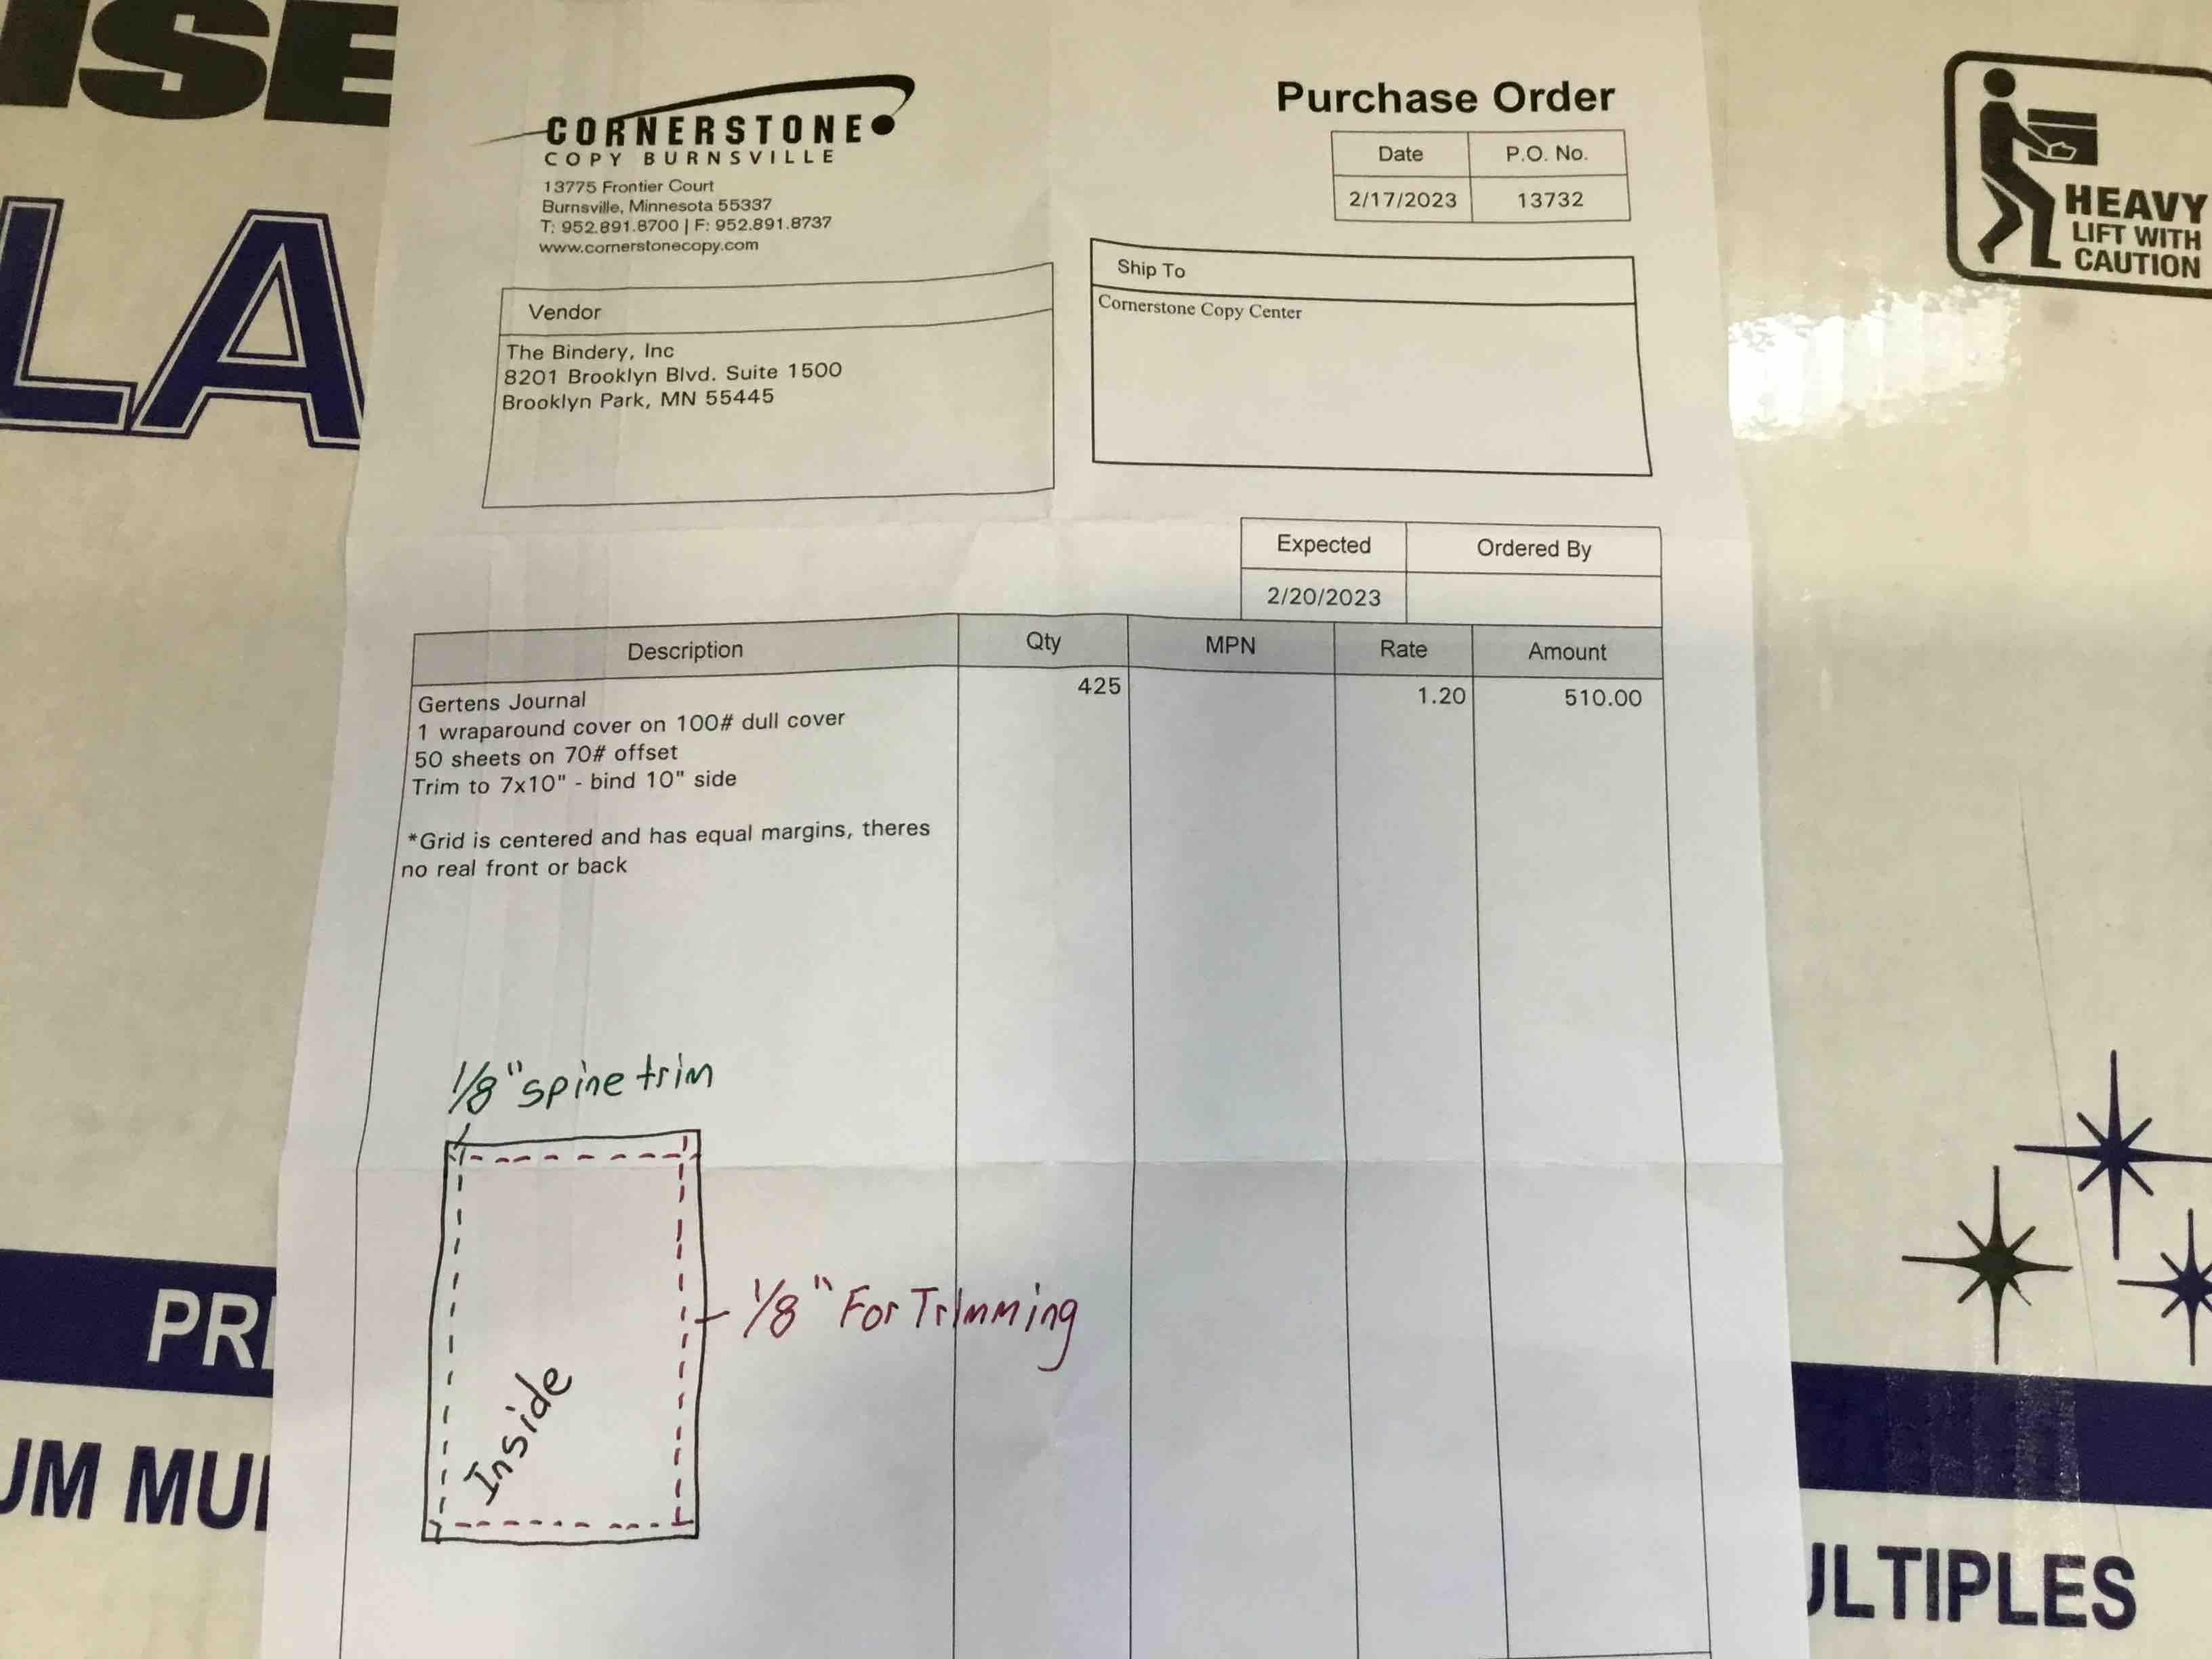 ISE
LA
HEAVY
LIFT WITH
CAUTION
CORNERSTONE
COPY BURNSVILLE
13775 Frontier Court
Burnsville, Minnesota 55337
T: 952.891.8700 | F: 952.891.8737
www.cornerstonecopy.com
Purchase Order
Date P.O. No.
2/17/2023 13732
Vendor
The Bindery, Inc
8201 Brooklyn Blvd. Suite 1500
Brooklyn Park, MN 55445
Ship To
Cornerstone Copy Center
Expected Ordered By
2/20/2023
Description Qty MPN Rate Amount
Gertens Journal 425 1.20 510.00
1 wraparound cover on 100# dull cover
50 sheets on 70# offset
Trim to 7x10" - bind 10" side
*Grid is centered and has equal margins, theres
no real front or back
1/8" spine trim
1/8" For Trimming
Inside
PRE
UM MUL
ULTIPLES